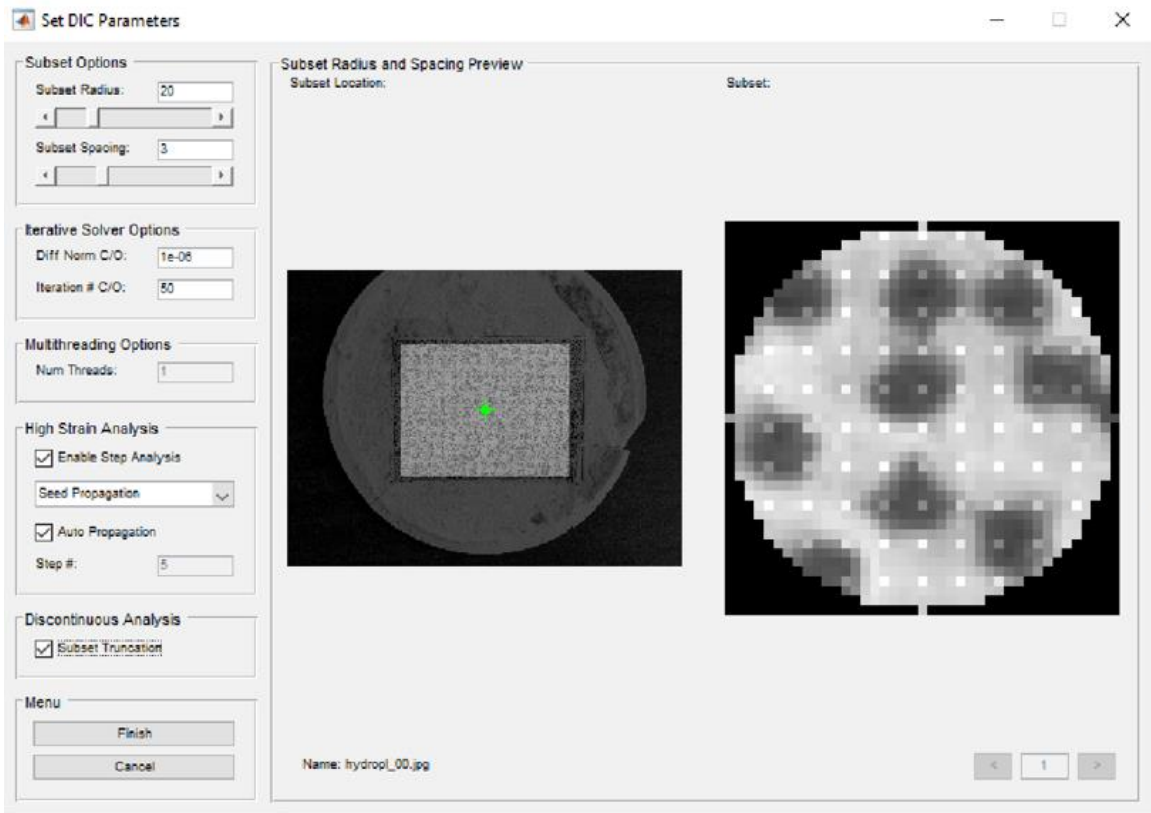 Set DIC Parameters
Subset Options
Subset Radius: 20
Subset Spacing: 3
Iterative Solver Options
Diff Norm C/O: 1e-06
Iteration # C/O: 50
Multithreading Options
Num Threads: 1
High Strain Analysis
Enable Step Analysis
Seed Propagation
Auto Propagation
Step #: 5
Discontinuous Analysis
Subset Truncation
Menu
Finish
Cancel
Subset Radius and Spacing Preview
Subset Location:
Subset:
Name: hydropl_00.jpg
< 1 >